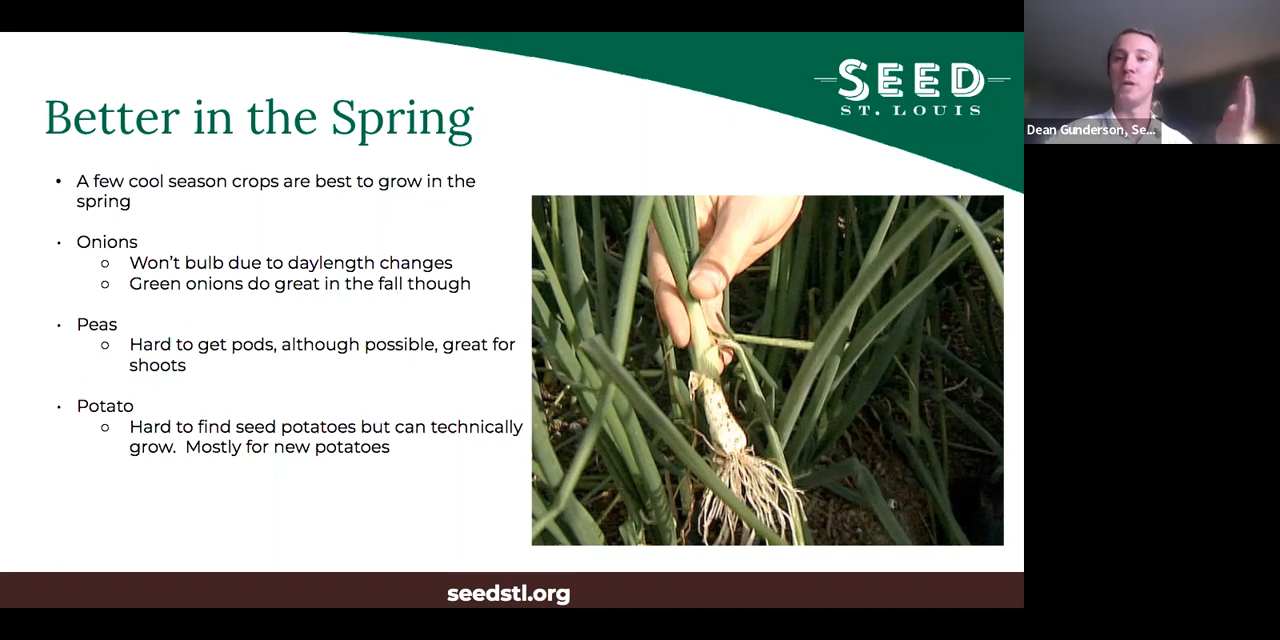 SEED
ST. LOUIS
Better in the Spring
• A few cool season crops are best to grow in the
spring
• Onions
○ Won't bulb due to daylength changes
○ Green onions do great in the fall though
• Peas
○ Hard to get pods, although possible, great for
shoots
• Potato
○ Hard to find seed potatoes but can technically
grow.  Mostly for new potatoes
seedstl.org
Dean Gunderson, Se...